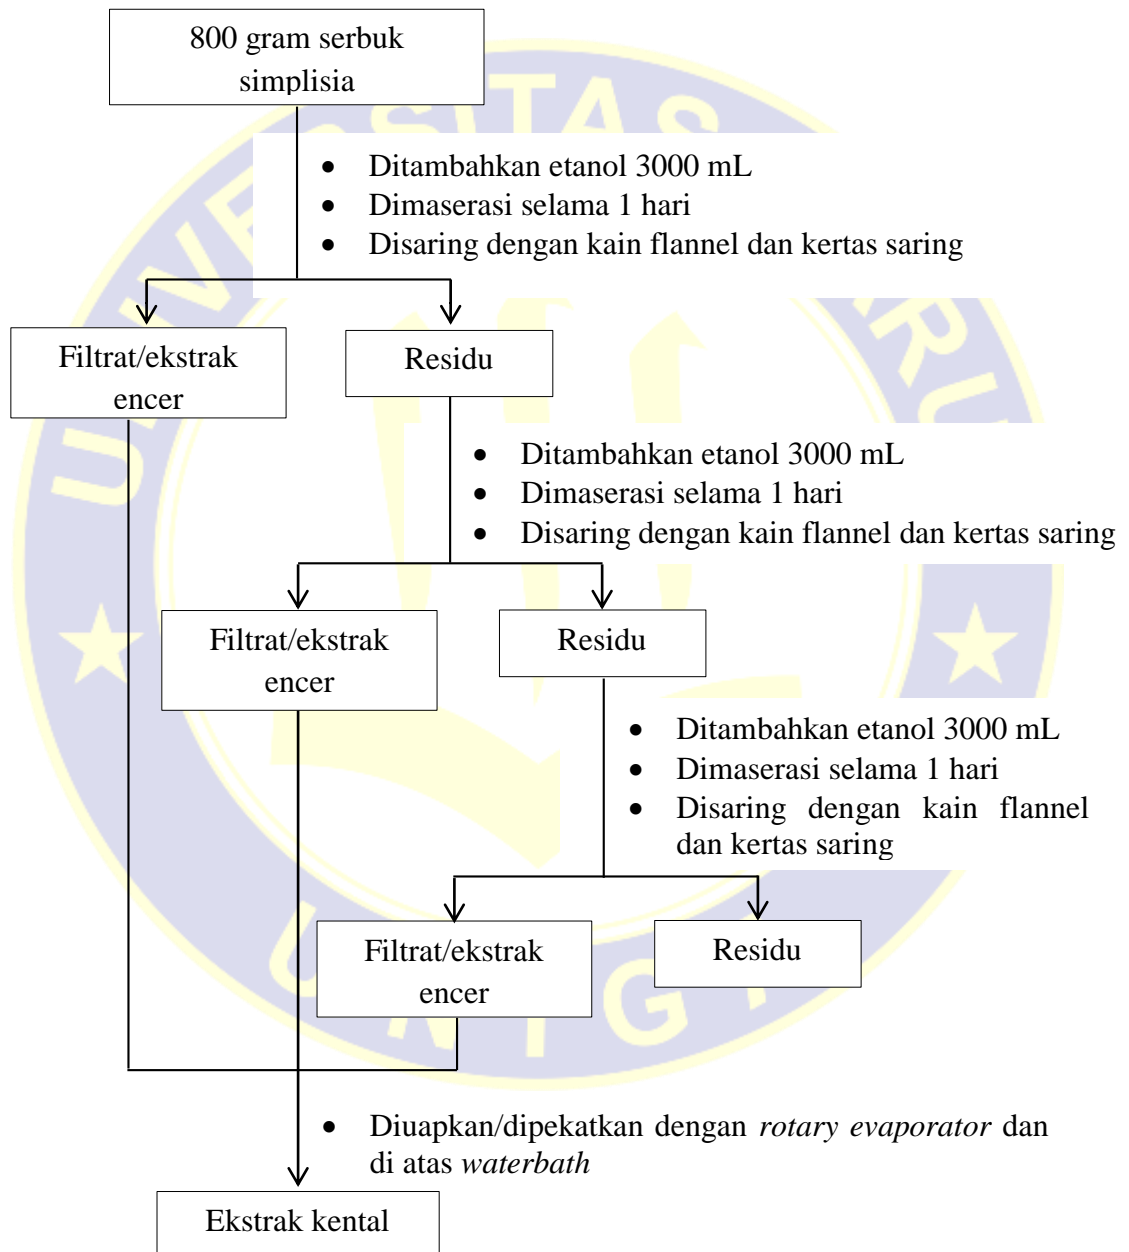 800 gram serbuk
simplisia
• Ditambahkan etanol 3000 mL
• Dimaserasi selama 1 hari
• Disaring dengan kain flannel dan kertas saring
Filtrat/ekstrak
encer
Residu
• Ditambahkan etanol 3000 mL
• Dimaserasi selama 1 hari
• Disaring dengan kain flannel dan kertas saring
Filtrat/ekstrak
encer
Residu
• Ditambahkan etanol 3000 mL
• Dimaserasi selama 1 hari
• Disaring dengan kain flannel
dan kertas saring
Filtrat/ekstrak
encer
Residu
• Diuapkan/dipekatkan dengan rotary evaporator dan
di atas waterbath
Ekstrak kental